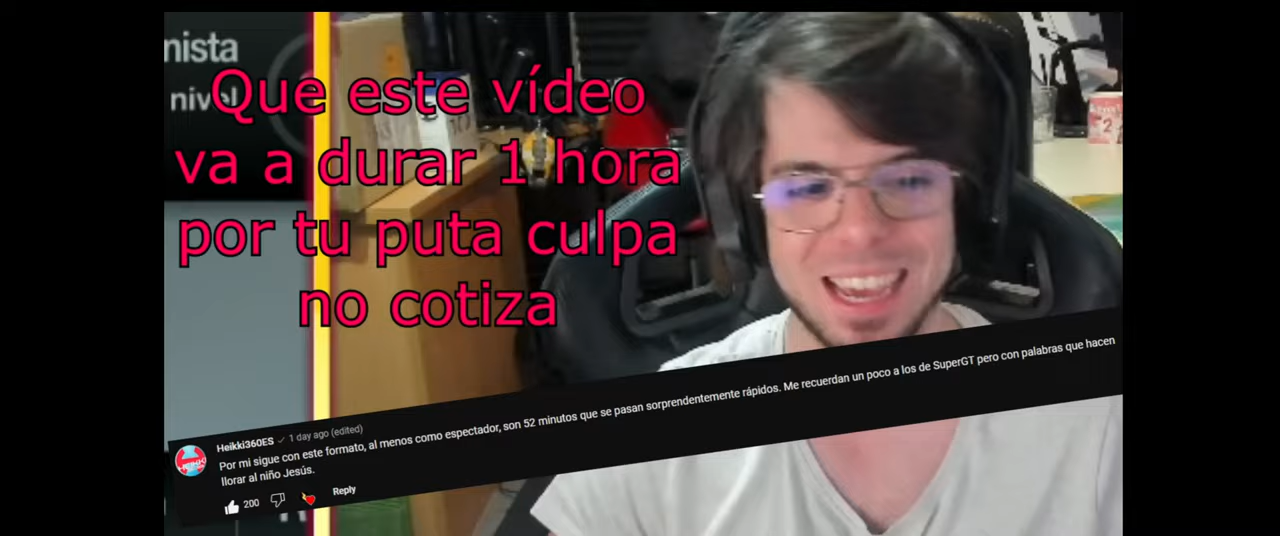 nista
nivel
Que este vídeo
va a durar 1 hora
por tu puta culpa
no cotiza
Heikki360ES 1 day ago (edited)
Por mi sigue con este formato, al menos como espectador, son 52 minutos que se pasan sorprendentemente rápidos. Me recuerdan un poco a los de SuperGT pero con palabras que hacen
llorar al niño Jesús.
200 Reply